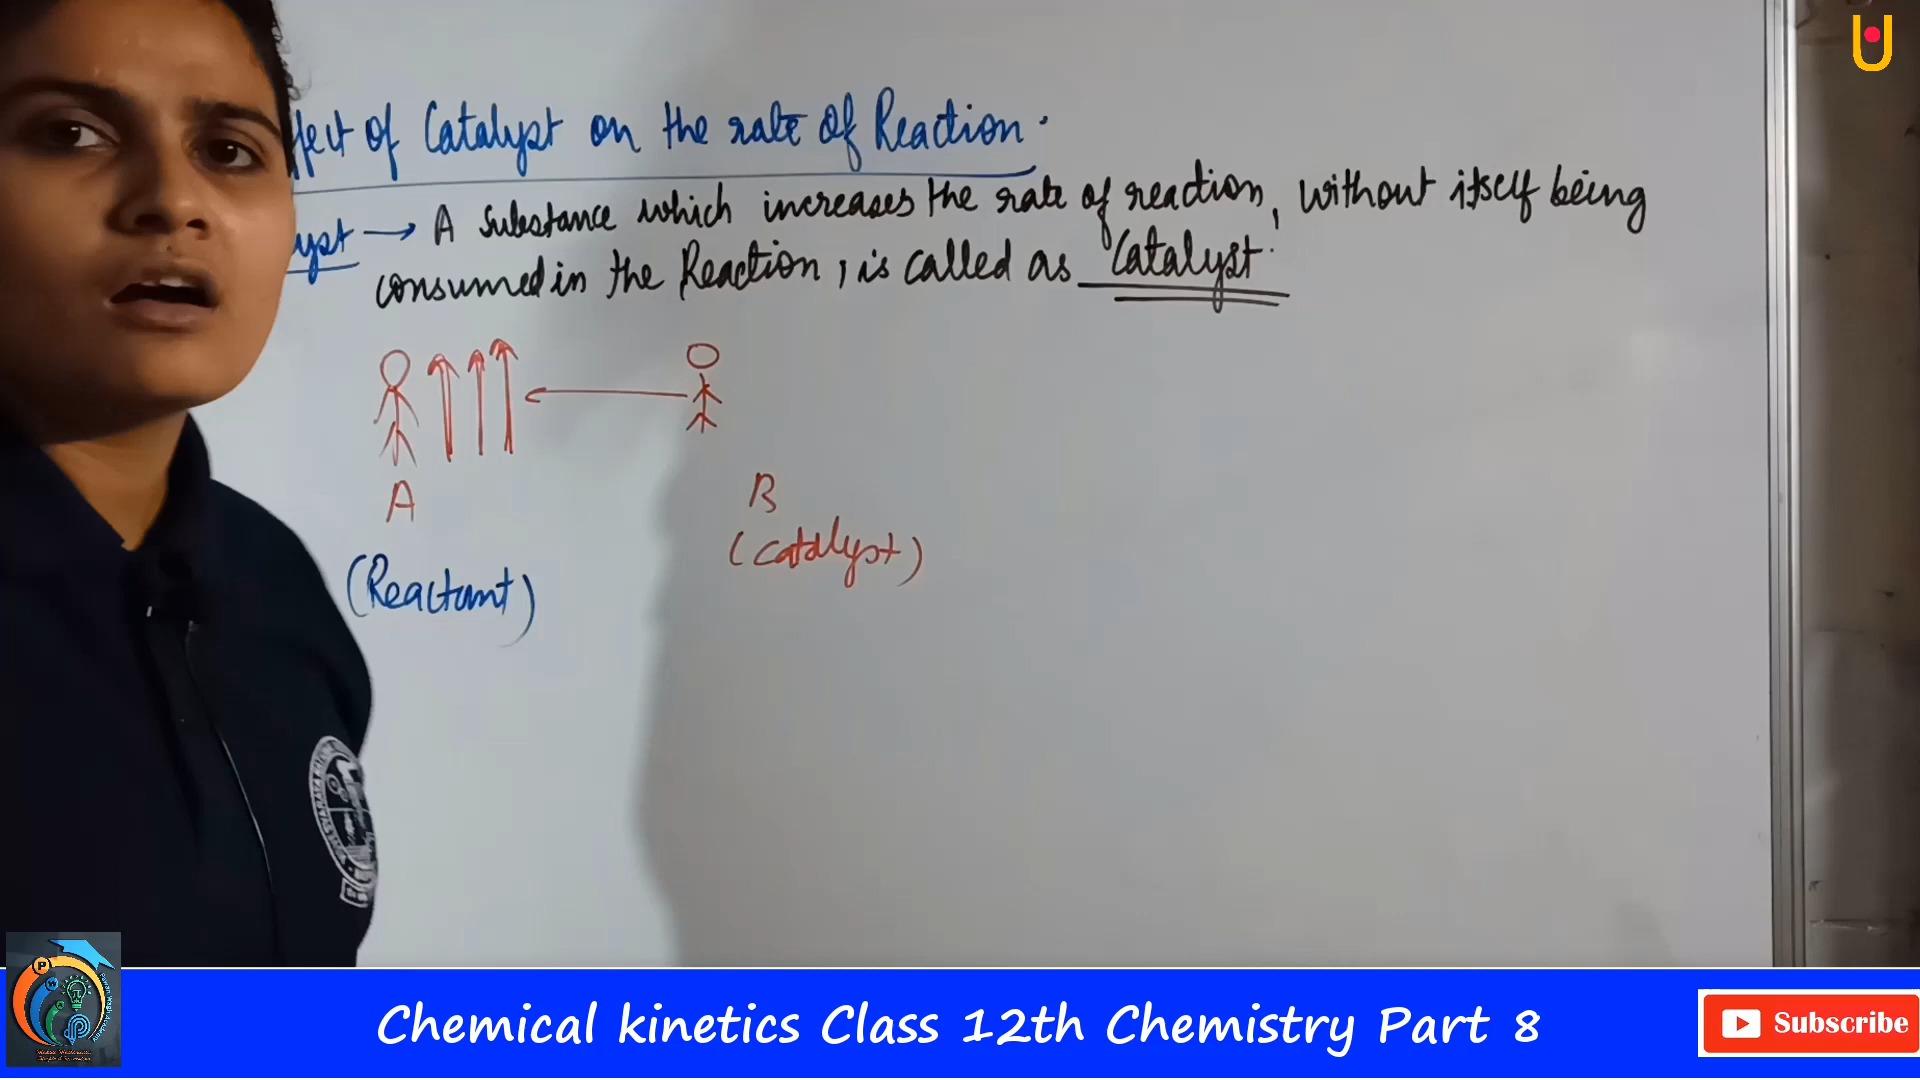 ffect of Catalyst on the rate of Reaction.
yst → A substance which increases the rate of reaction, without itself being
consumed in the Reaction, is called as "Catalyst.
A
B
(Catalyst)
(Reactant)
Chemical kinetics Class 12th Chemistry Part 8
Subscribe